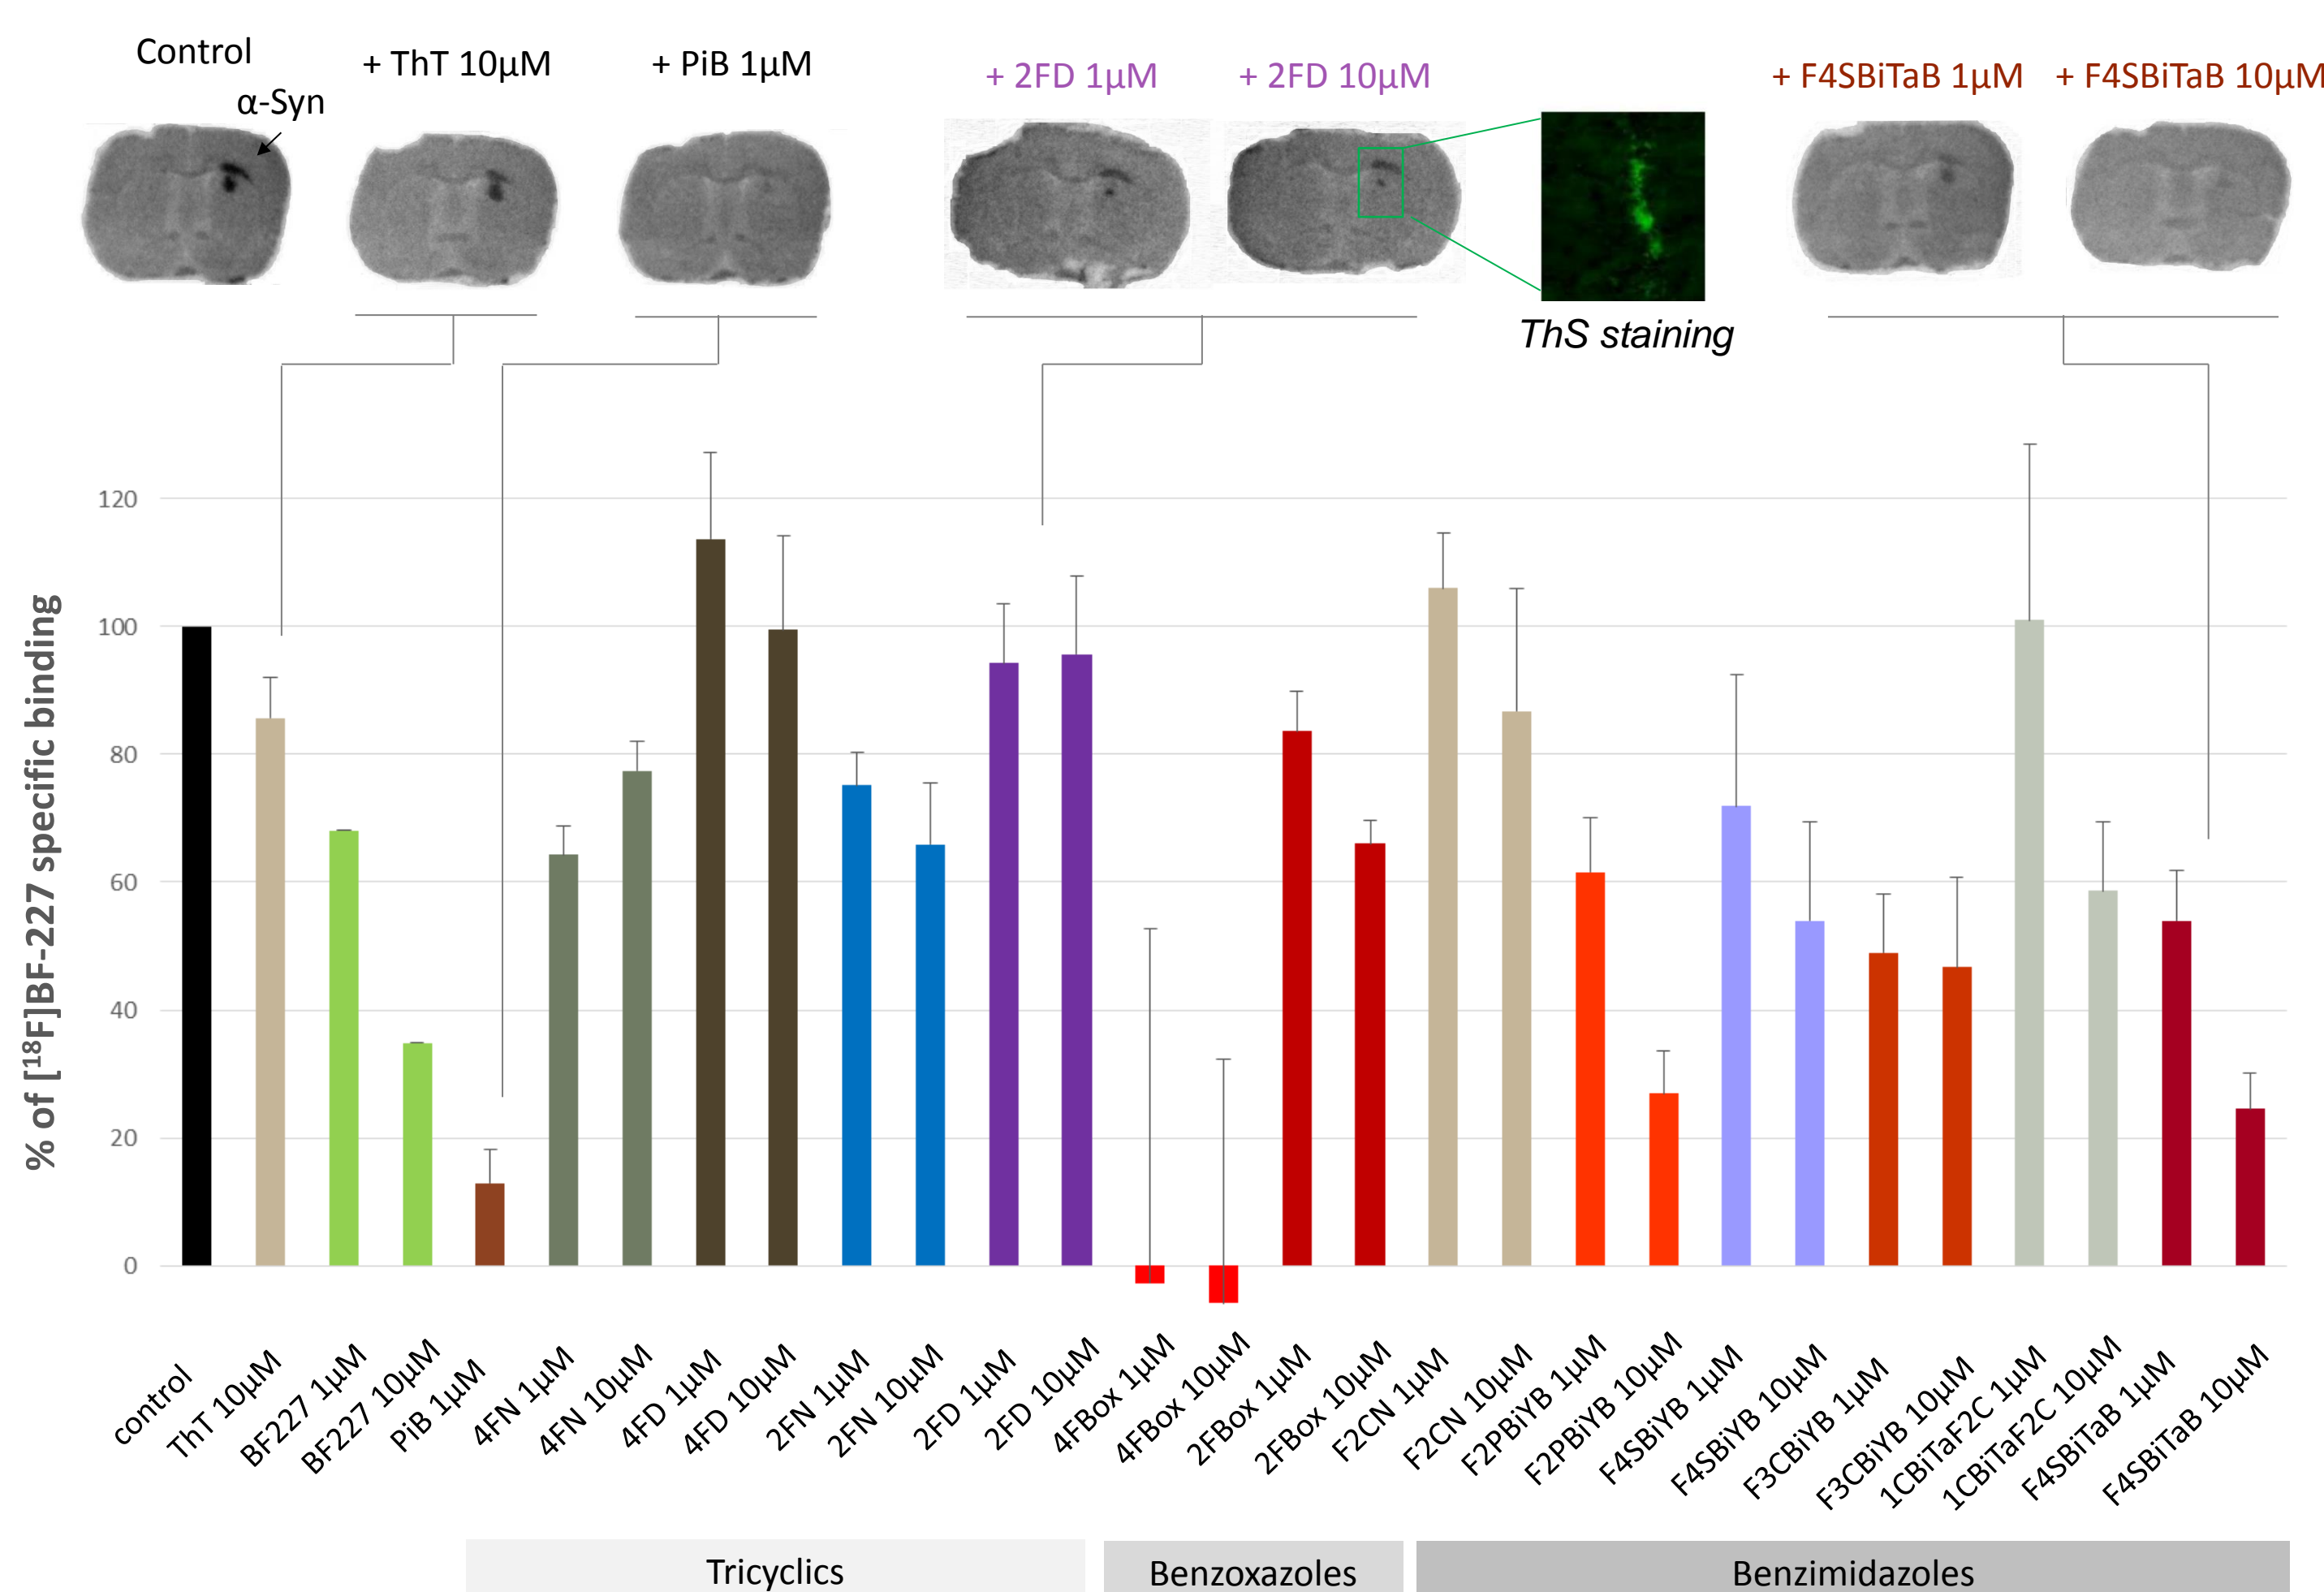 Control
α-Syn
+ ThT 10µM
+ PiB 1µM
+ 2FD 1µM
+ 2FD 10µM
+ F4SBiTaB 1µM
+ F4SBiTaB 10µM
ThS staining
% of [¹⁸F]BF-227 specific binding
120
100
80
60
40
20
0
control
ThT 10µM
BF227 1µM
BF227 10µM
PiB 1µM
4FN 1µM
4FN 10µM
4FD 1µM
4FD 10µM
2FN 1µM
2FN 10µM
2FD 1µM
2FD 10µM
4FBox 1µM
4FBox 10µM
2FBox 1µM
2FBox 10µM
F2CN 1µM
F2CN 10µM
F2PBiYB 1µM
F2PBiYB 10µM
F4SBiYB 1µM
F4SBiYB 10µM
F3CBiYB 1µM
F3CBiYB 10µM
1CBiTaF2C 1µM
1CBiTaF2C 10µM
F4SBiTaB 1µM
F4SBiTaB 10µM
Tricyclics
Benzoxazoles
Benzimidazoles